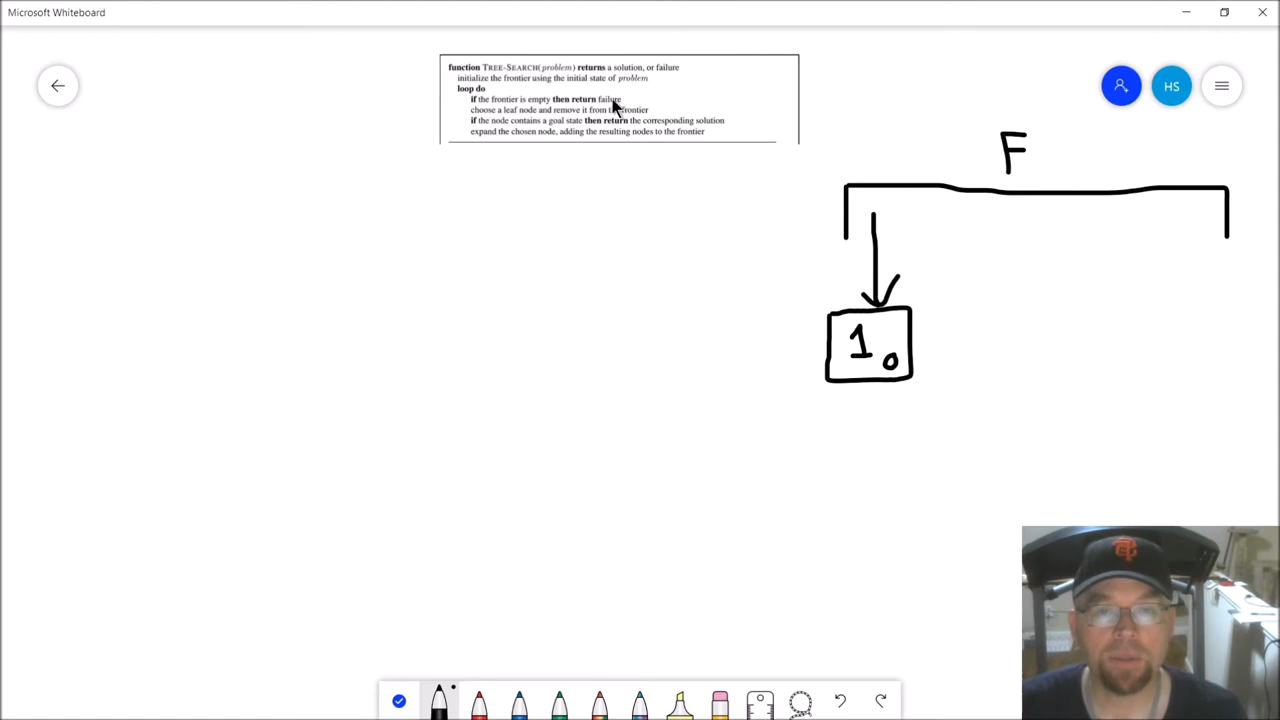 Microsoft Whiteboard
function TREE-SEARCH(problem) returns a solution, or failure
initialize the frontier using the initial state of problem
loop do
if the frontier is empty then return failure
choose a leaf node and remove it from the frontier
if the node contains a goal state then return the corresponding solution
expand the chosen node, adding the resulting nodes to the frontier
HS
F
1 0